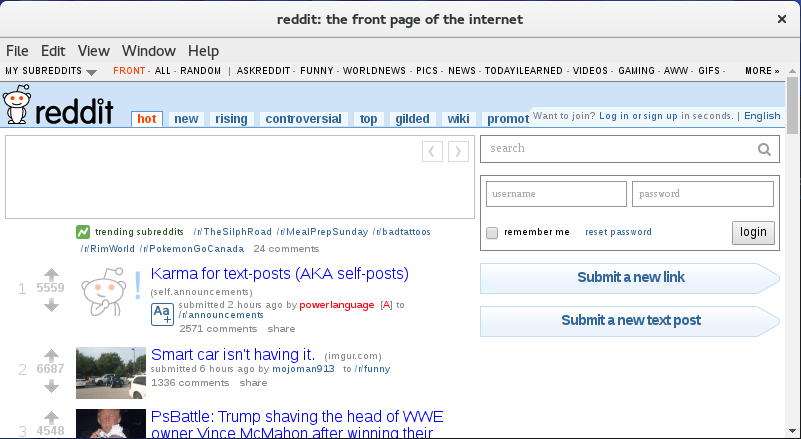 reddit: the front page of the internet
File Edit View Window Help
MY SUBREDDITS FRONT - ALL - RANDOM | ASKREDDIT - FUNNY - WORLDNEWS - PICS - NEWS - TODAYILEARNED - VIDEOS - GAMING - AWW - GIFS - MORE »
reddit hot new rising controversial top gilded wiki promot
Want to join? Log in or sign up in seconds. | English
search
username password
remember me reset password login
Submit a new link
Submit a new text post
trending subreddits /r/TheSilphRoad /r/MealPrepSunday /r/badtattoos
/r/RimWorld /r/PokemonGoCanada 24 comments
1 5559 Karma for text-posts (AKA self-posts)
(self.announcements)
Aa
submitted 2 hours ago by powerlanguage [A] to
/r/announcements
2571 comments share
2 6687 Smart car isn't having it. (imgur.com)
submitted 6 hours ago by mojoman913 to /r/funny
1336 comments share
3 4548 PsBattle: Trump shaving the head of WWE
owner Vince McMahon after winning their